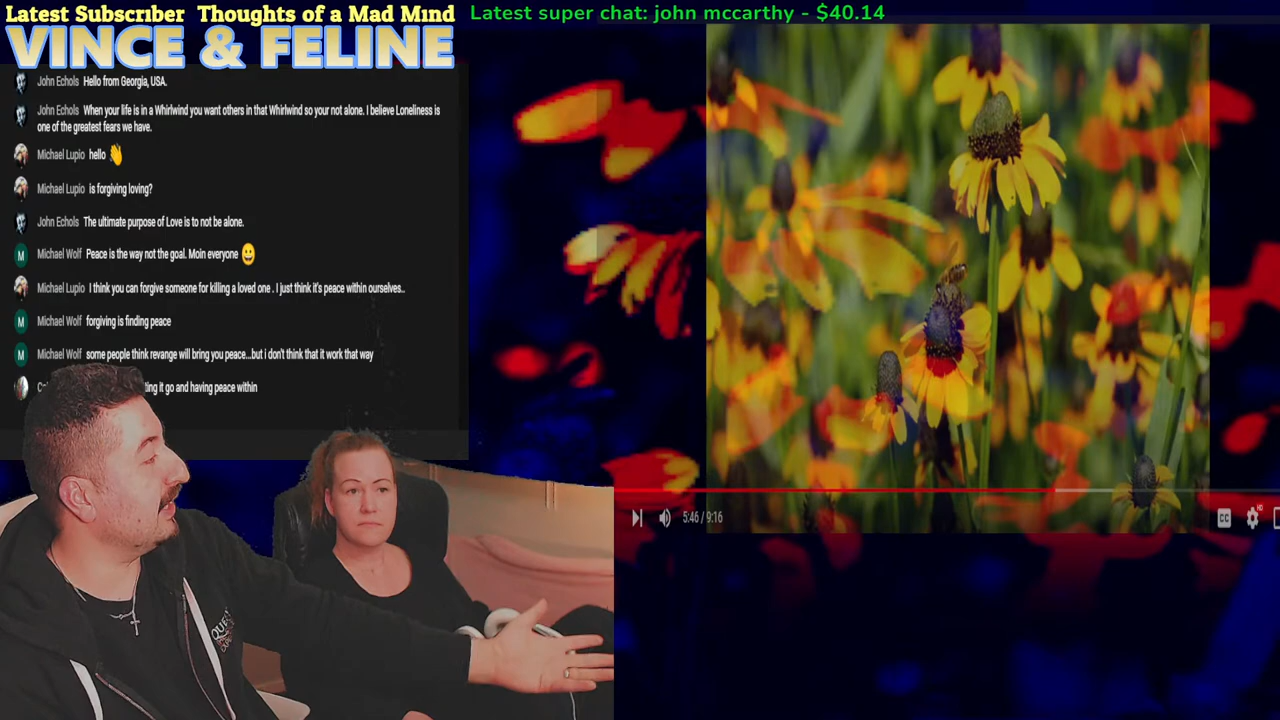 Latest Subscriber Thoughts of a Mad Mind
Latest super chat: john mccarthy - $40.14
VINCE & FELINE
John Echols Hello from Georgia, USA.
John Echols When your life is in a Whirlwind you want others in that Whirlwind so your not alone. I believe Loneliness is
one of the greatest fears we have.
Michael Lupio hello 👋
Michael Lupio is forgiving loving?
John Echols The ultimate purpose of Love is to not be alone.
M Michael Wolf Peace is the way not the goal. Moin everyone 😀
Michael Lupio I think you can forgive someone for killing a loved one . I just think it's peace within ourselves..
M Michael Wolf forgiving is finding peace
M Michael Wolf some people think revange will bring you peace...but i don't think that it work that way
it go and having peace within
5:46 / 9:16
CC
HD